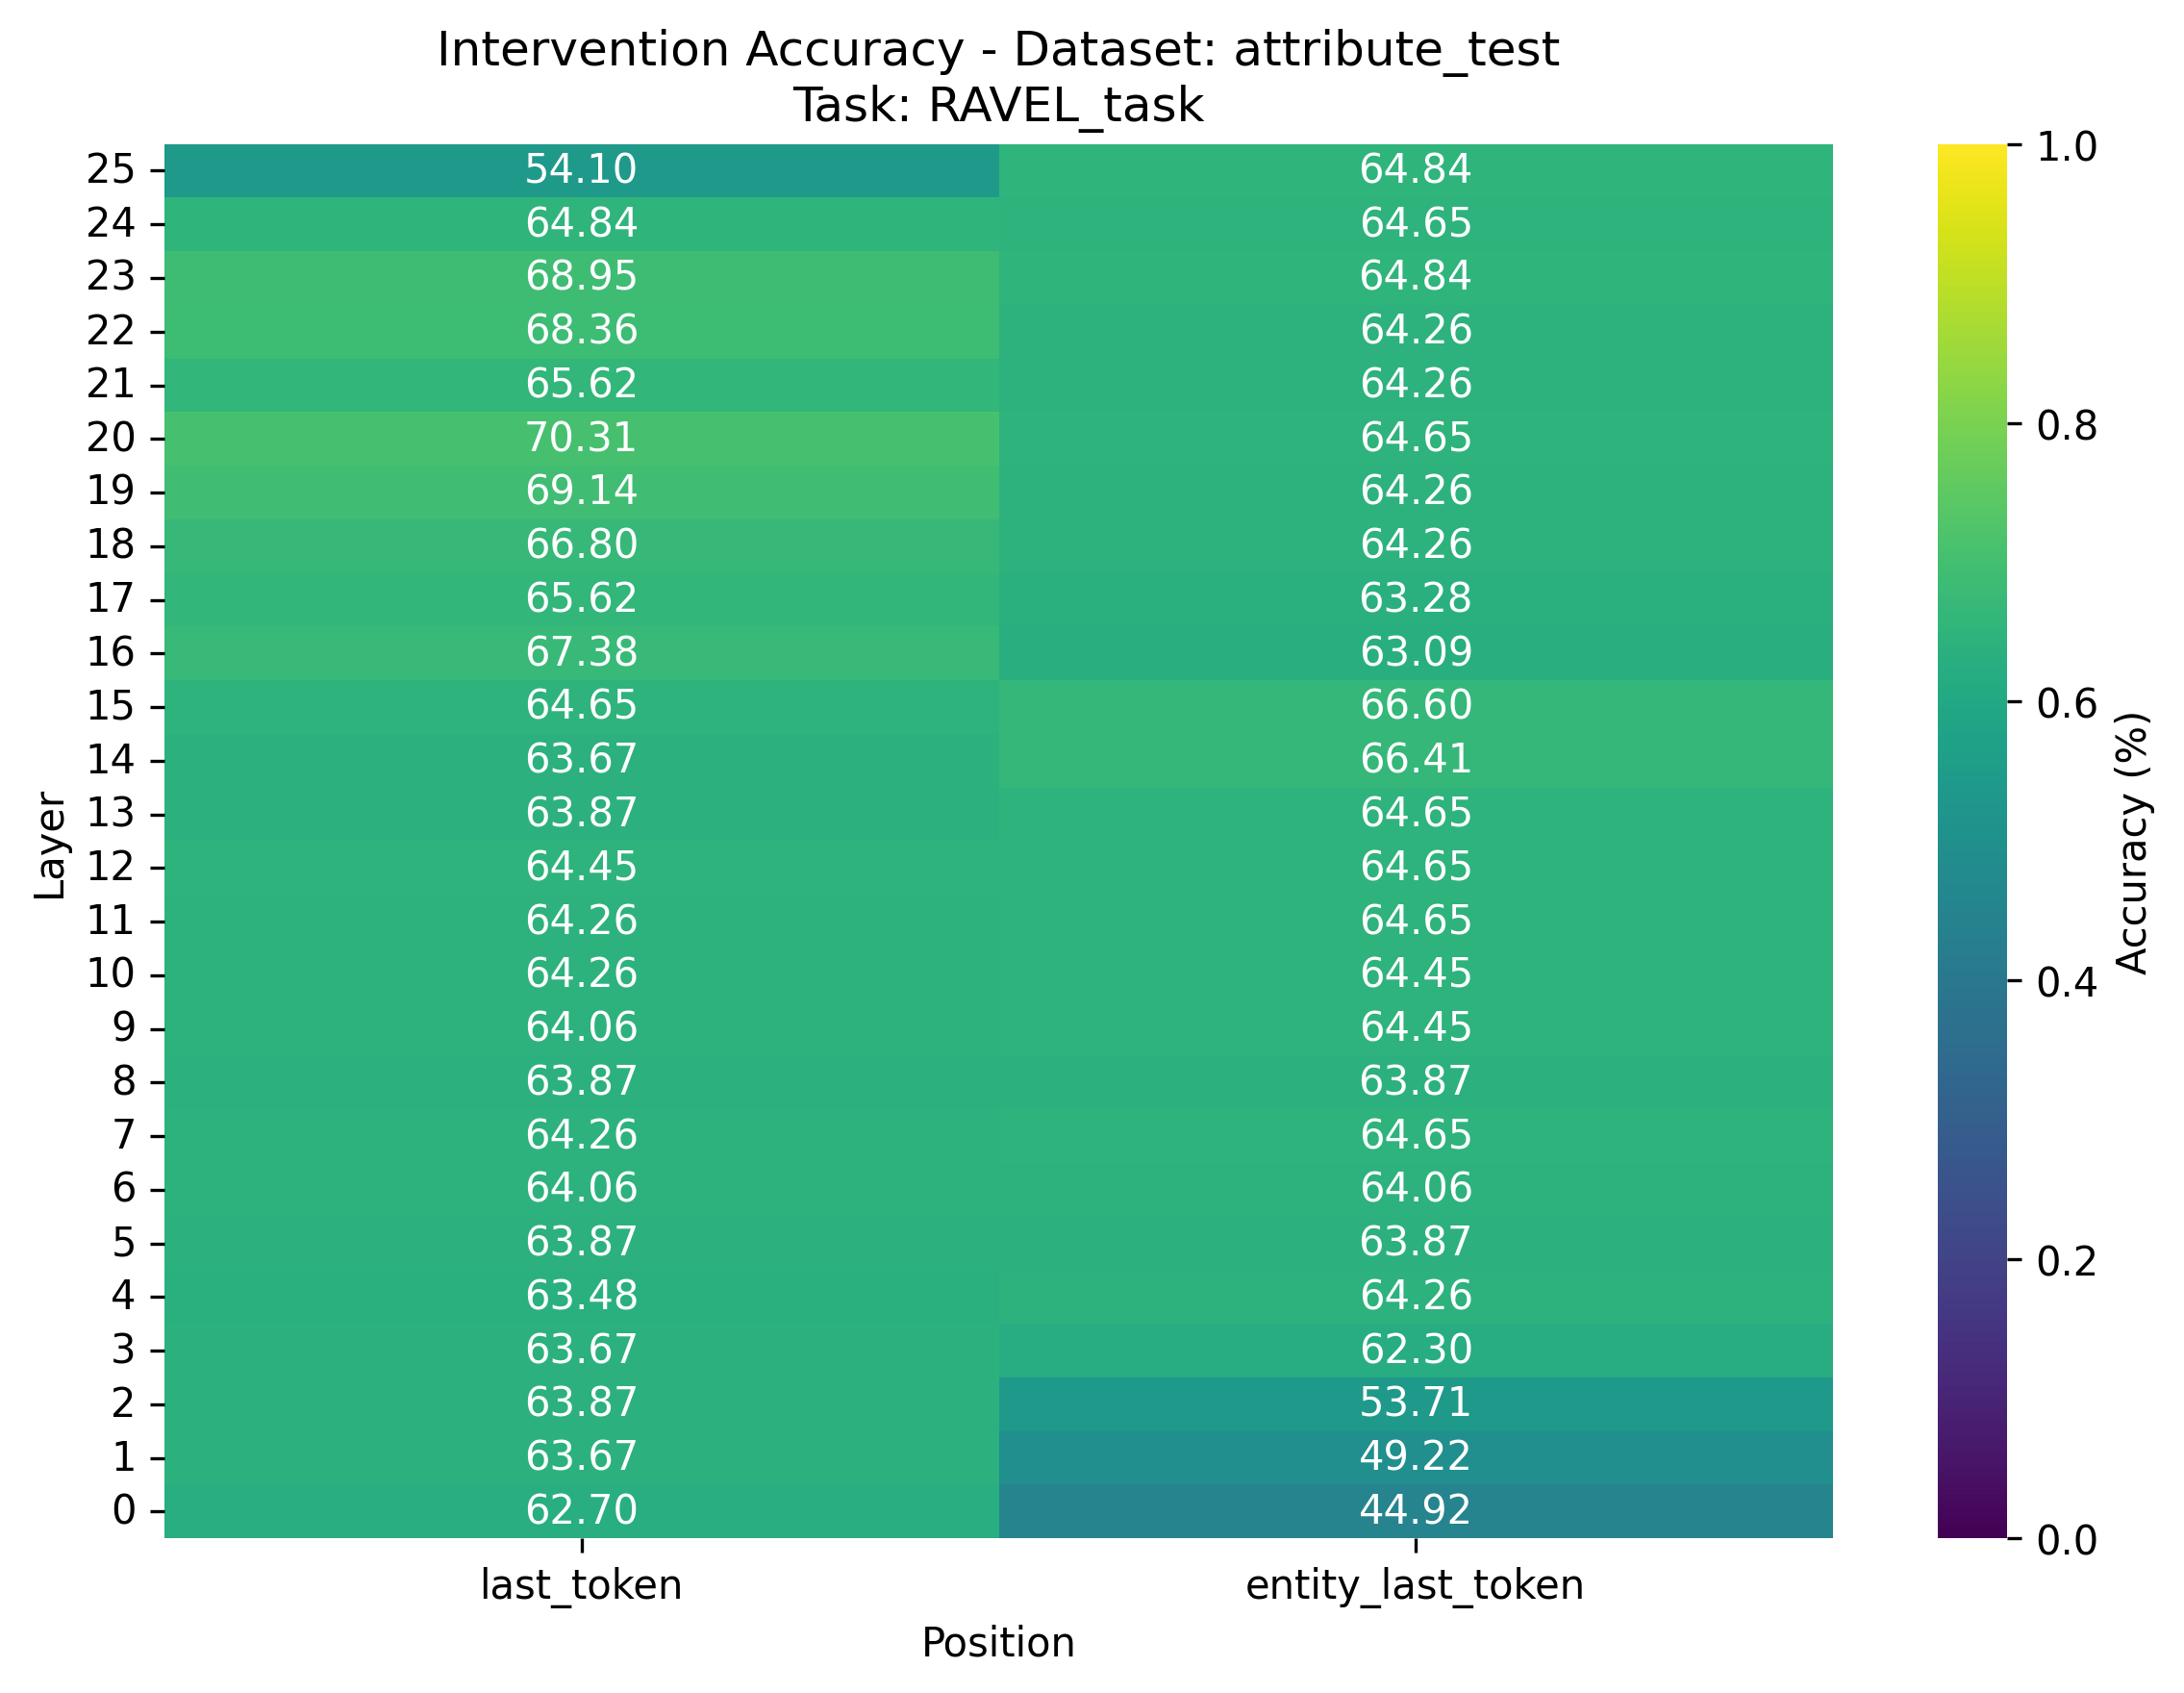 Intervention Accuracy - Dataset: attribute_test
Task: RAVEL_task
25 54.10 64.84
24 64.84 64.65
23 68.95 64.84
22 68.36 64.26
21 65.62 64.26
20 70.31 64.65
19 69.14 64.26
18 66.80 64.26
17 65.62 63.28
16 67.38 63.09
15 64.65 66.60
14 63.67 66.41
13 63.87 64.65
12 64.45 64.65
11 64.26 64.65
10 64.26 64.45
9 64.06 64.45
8 63.87 63.87
7 64.26 64.65
6 64.06 64.06
5 63.87 63.87
4 63.48 64.26
3 63.67 62.30
2 63.87 53.71
1 63.67 49.22
0 62.70 44.92
last_token entity_last_token
Position
Layer
1.0
0.8
0.6
0.4
0.2
0.0
Accuracy (%)